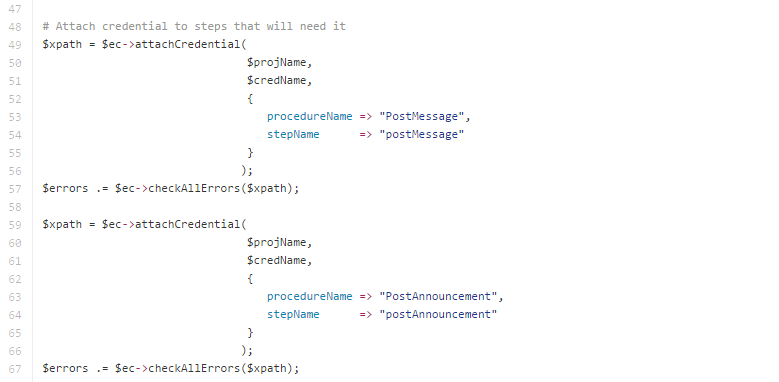 47
48 # Attach credential to steps that will need it
49 $xpath = $ec->attachCredential(
50 $projName,
51 $credName,
52 {
53 procedureName => "PostMessage",
54 stepName => "postMessage"
55 }
56 );
57 $errors .= $ec->checkAllErrors($xpath);
58
59 $xpath = $ec->attachCredential(
60 $projName,
61 $credName,
62 {
63 procedureName => "PostAnnouncement",
64 stepName => "postAnnouncement"
65 }
66 );
67 $errors .= $ec->checkAllErrors($xpath);